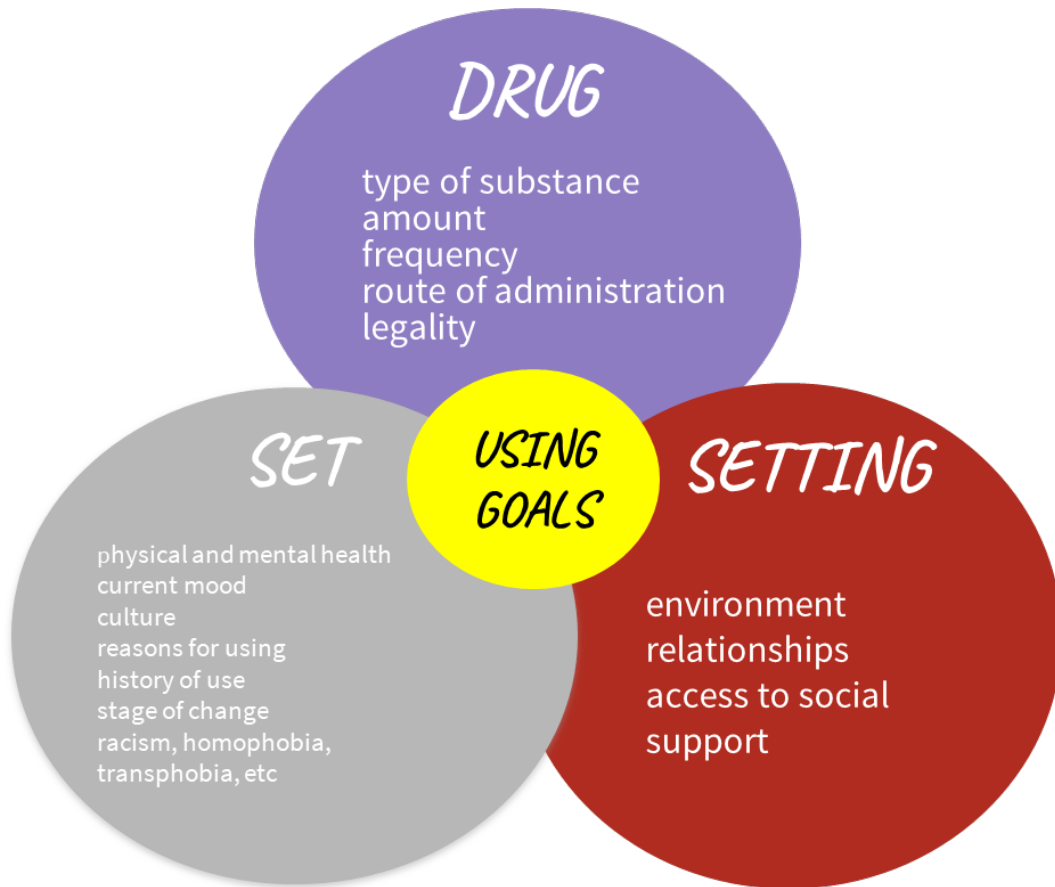 DRUG
type of substance
amount
frequency
route of administration
legality
USING
GOALS
SET
physical and mental health
current mood
culture
reasons for using
history of use
stage of change
racism, homophobia,
transphobia, etc
SETTING
environment
relationships
access to social
support